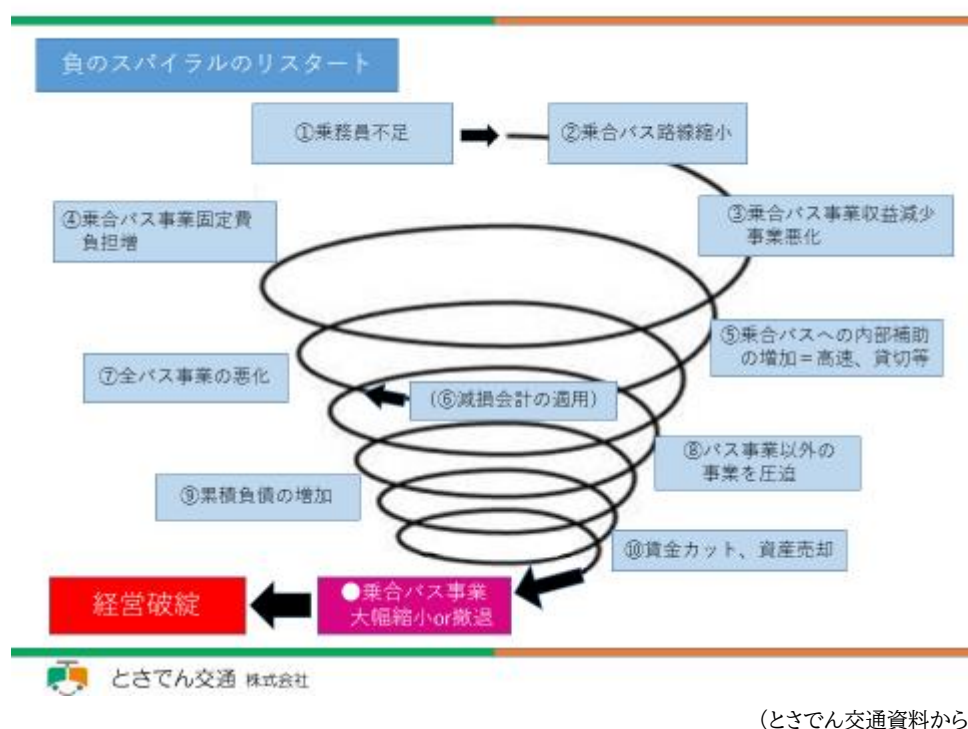 負のスパイラルのリスタート
①乗務員不足
②乗合バス路線縮小
③乗合バス事業収益減少
事業悪化
④乗合バス事業固定費
負担増
⑤乗合バスへの内部補助
の増加＝高速、貸切等
(⑥減損会計の適用)
⑦全バス事業の悪化
⑧バス事業以外の
事業を圧迫
⑨累積負債の増加
⑩賃金カット、資産売却
●乗合バス事業
大幅縮小or撤退
経営破綻
とさでん交通 株式会社
(とさでん交通資料から